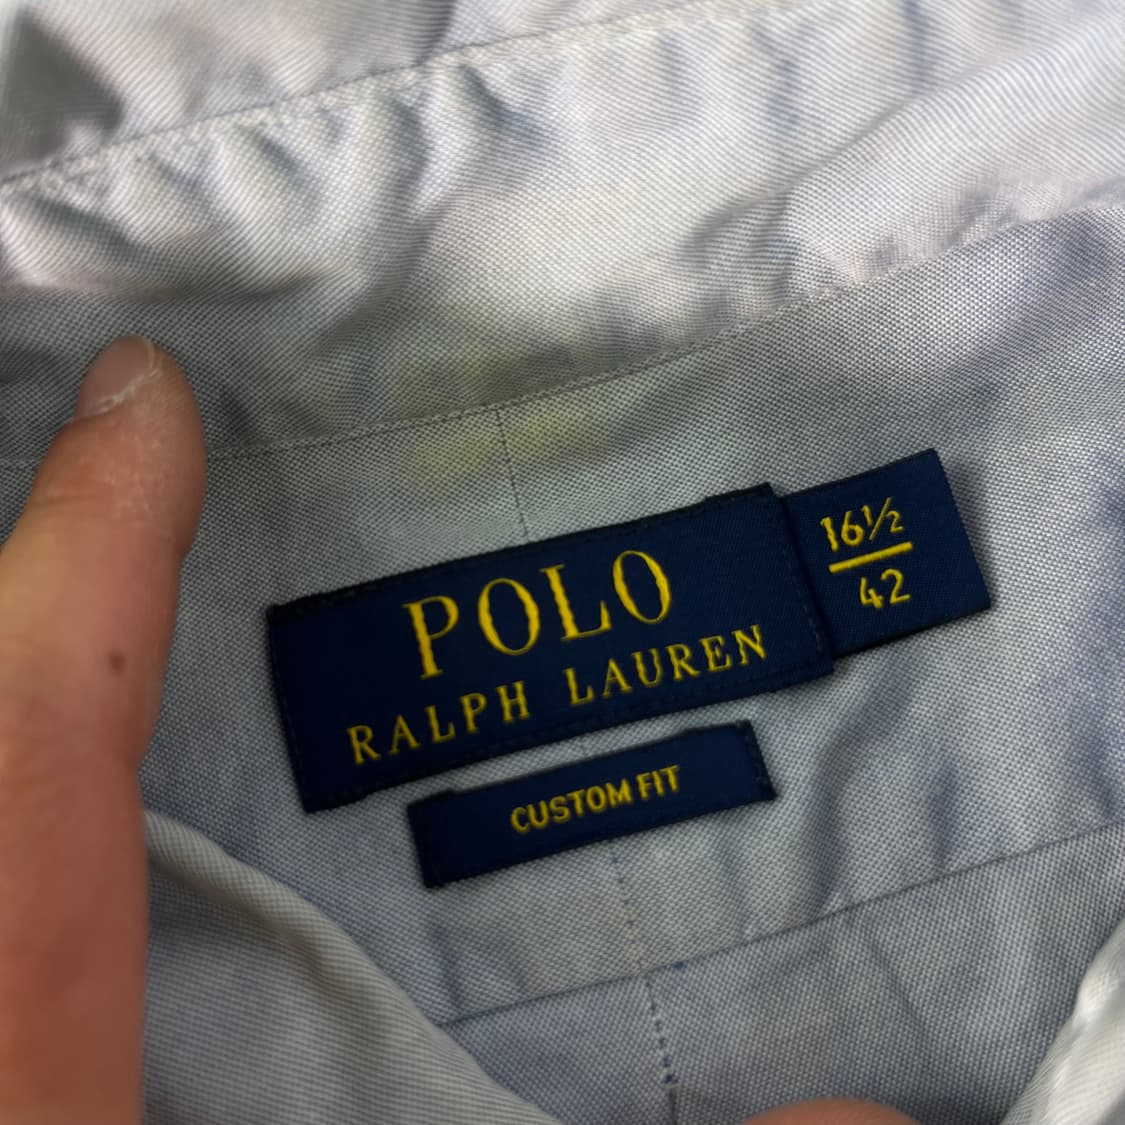 POLO
RALPH LAUREN
16½
42
CUSTOM FIT